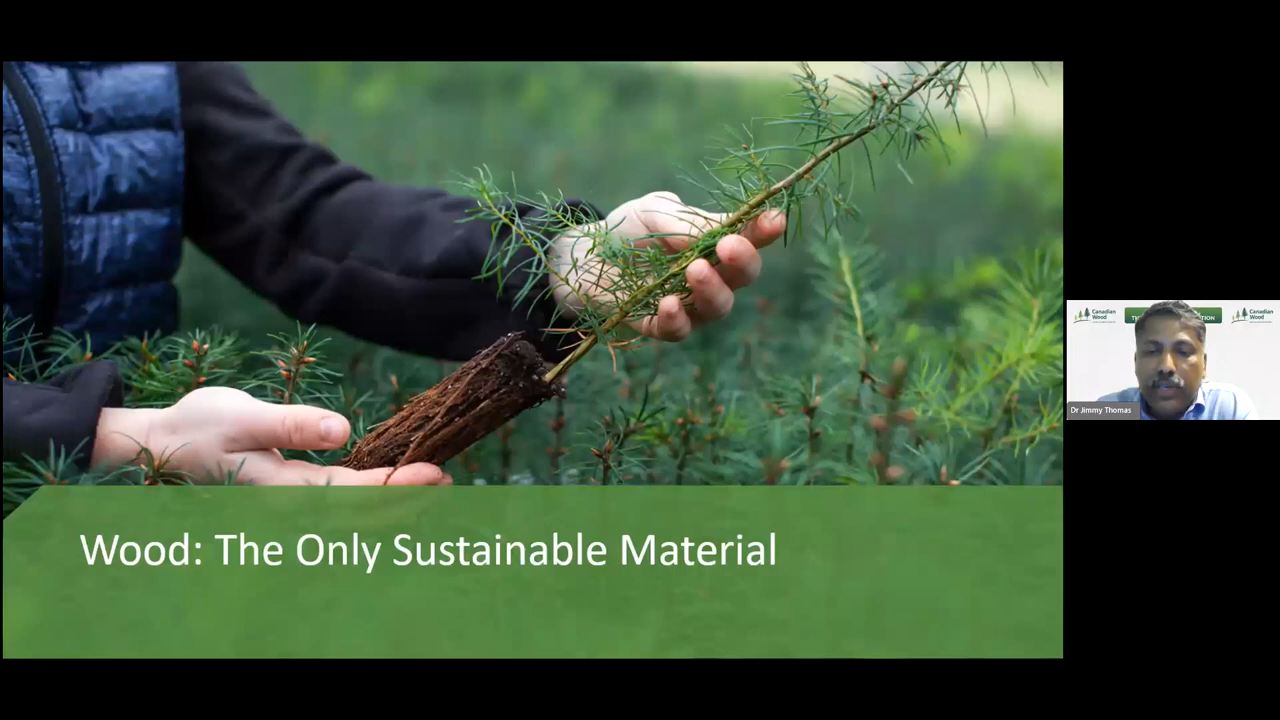 Wood: The Only Sustainable Material
Canadian
Wood
Canadian
Wood
Dr Jimmy Thomas